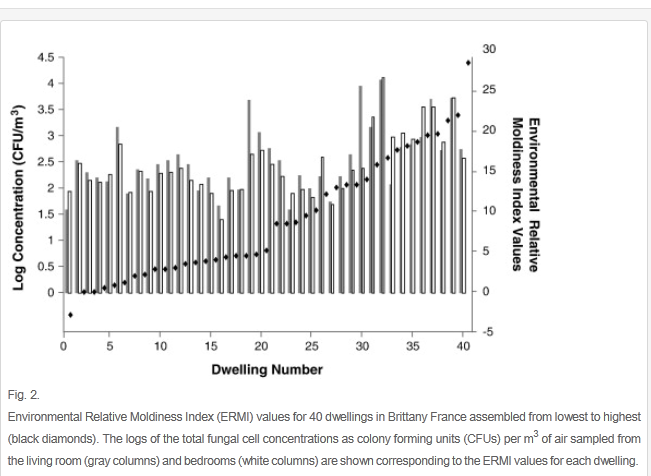 30
4.5
4
25
3.5
3
20
2.5
15
2
1.5
10
1
5
0.5
0
0
-5
0 5 10 15 20 25 30 35 40
Log Concentration (CFU/m³)
Environmental Relative
Moldiness Index Values
Dwelling Number
Fig. 2.
Environmental Relative Moldiness Index (ERMI) values for 40 dwellings in Brittany France assembled from lowest to highest
(black diamonds). The logs of the total fungal cell concentrations as colony forming units (CFUs) per m³ of air sampled from
the living room (gray columns) and bedrooms (white columns) are shown corresponding to the ERMI values for each dwelling.